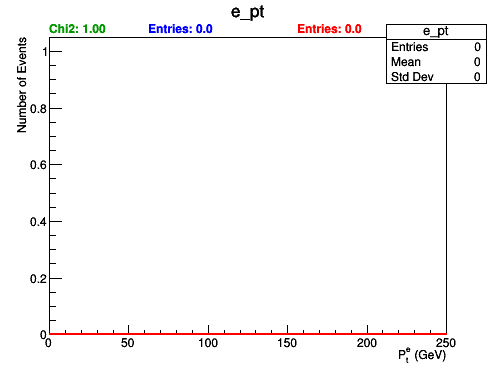 e_pt
Chi2: 1.00 Entries: 0.0 Entries: 0.0
e_pt
Entries 0
Mean 0
Std Dev 0
Number of Events
1
0.8
0.6
0.4
0.2
0
0 50 100 150 200 250
P_t^e (GeV)